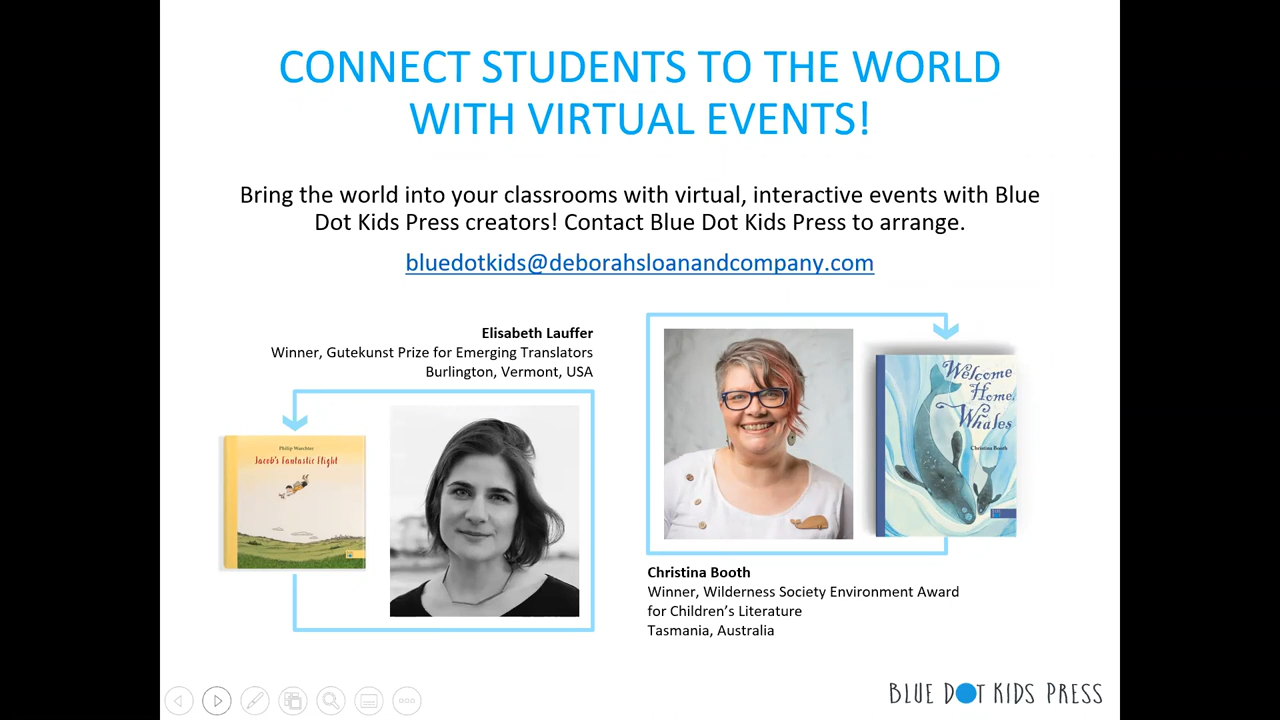 CONNECT STUDENTS TO THE WORLD
WITH VIRTUAL EVENTS!
Bring the world into your classrooms with virtual, interactive events with Blue
Dot Kids Press creators! Contact Blue Dot Kids Press to arrange.
bluedotkids@deborahsloanandcompany.com
Elisabeth Lauffer
Winner, Gutekunst Prize for Emerging Translators
Burlington, Vermont, USA
Philip Waechter
Jacob's Fantastic Flight
Welcome
Home,
Whales
Christina Booth
Christina Booth
Winner, Wilderness Society Environment Award
for Children's Literature
Tasmania, Australia
BLUE DOT KIDS PRESS